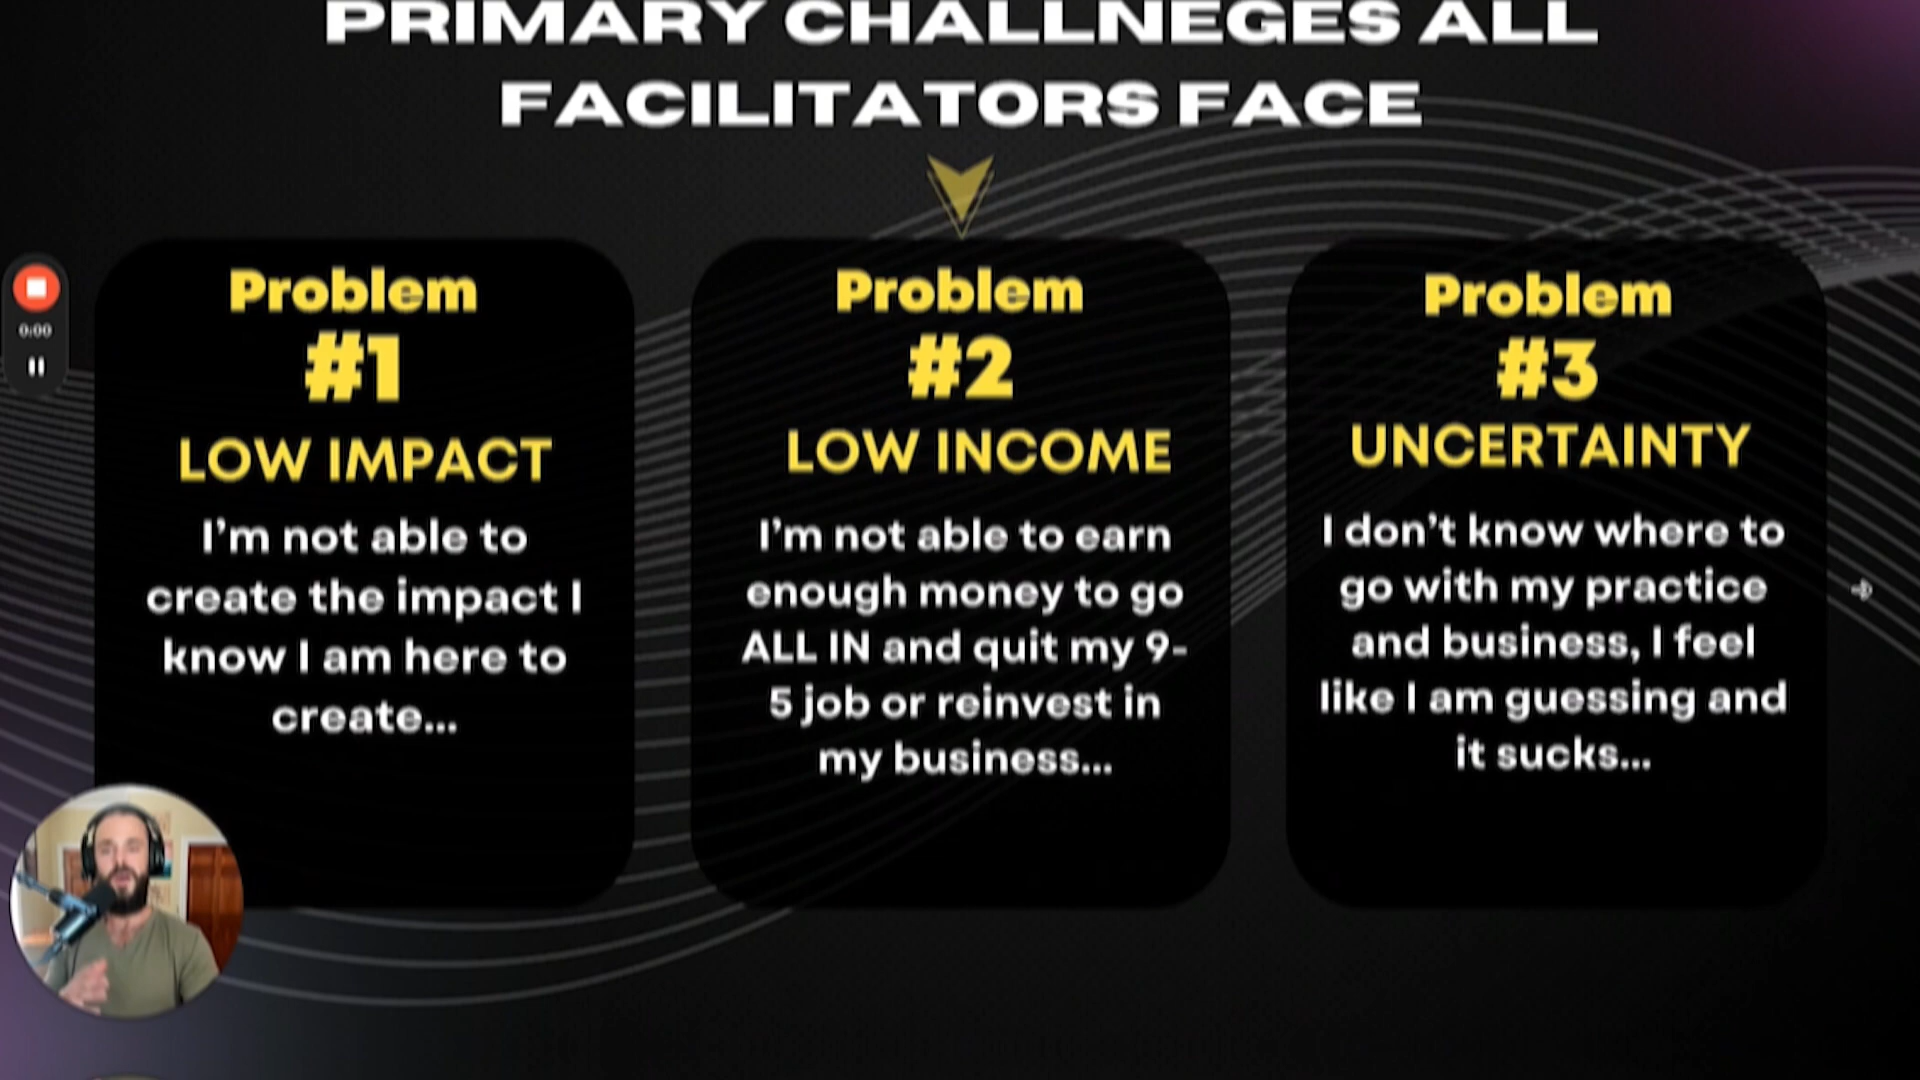 PRIMARY CHALLNEGES ALL
FACILITATORS FACE
Problem
#1
LOW IMPACT
I'm not able to
create the impact I
know I am here to
create...
Problem
#2
LOW INCOME
I'm not able to earn
enough money to go
ALL IN and quit my 9-
5 job or reinvest in
my business...
Problem
#3
UNCERTAINTY
I don't know where to
go with my practice
and business, I feel
like I am guessing and
it sucks...
0:00